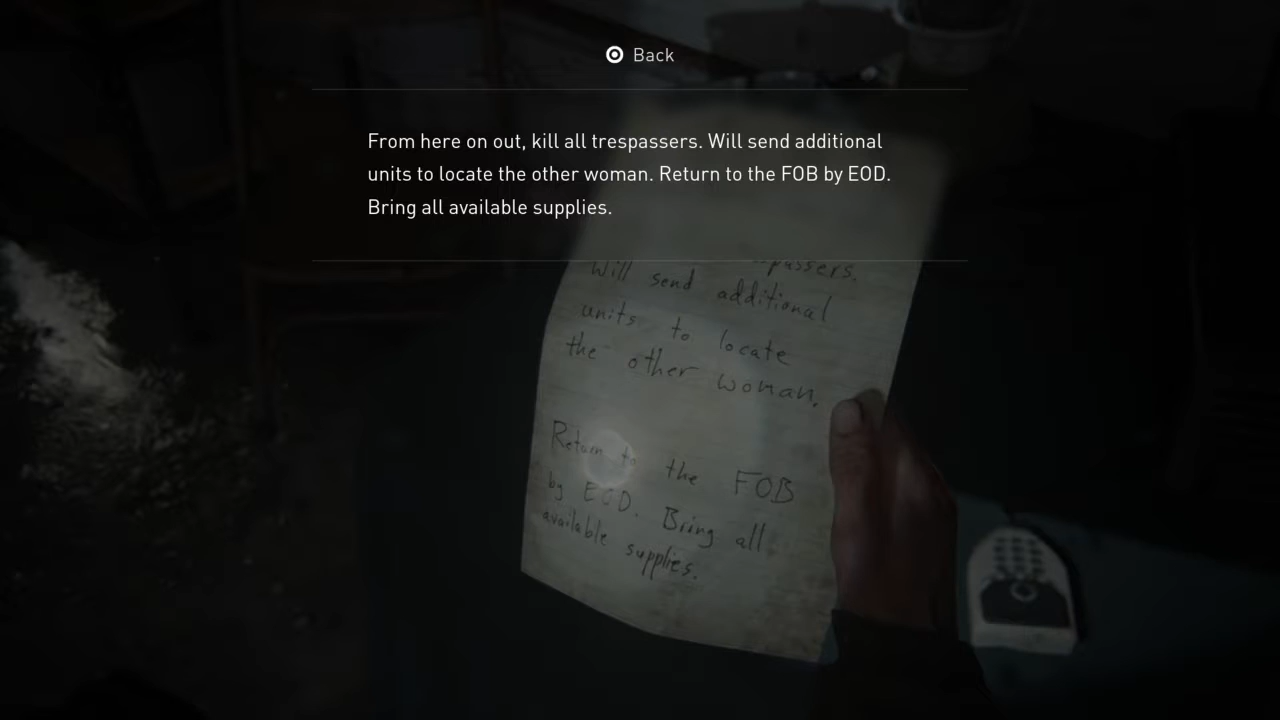 Back
From here on out, kill all trespassers. Will send additional
units to locate the other woman. Return to the FOB by EOD.
Bring all available supplies.
trespassers.
Will send additional
units to locate
the other woman.
Return to the FOB
by EOD. Bring all
available supplies.